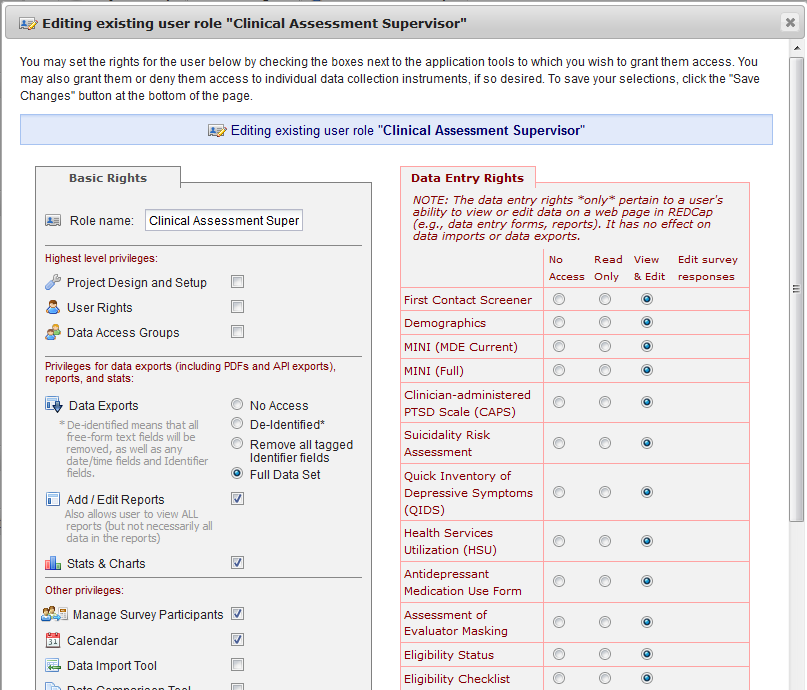 Editing existing user role "Clinical Assessment Supervisor"
You may set the rights for the user below by checking the boxes next to the application tools to which you wish to grant them access. You
may also grant them or deny them access to individual data collection instruments, if so desired. To save your selections, click the "Save
Changes" button at the bottom of the page.
Editing existing user role "Clinical Assessment Supervisor"
Basic Rights
Role name: Clinical Assessment Super
Highest level privileges:
Project Design and Setup
User Rights
Data Access Groups
Privileges for data exports (including PDFs and API exports),
reports, and stats:
Data Exports
* De-identified means that all
free-form text fields will be
removed, as well as any
date/time fields and Identifier
fields.
No Access
De-Identified*
Remove all tagged
Identifier fields
Full Data Set
Add / Edit Reports
Also allows user to view ALL
reports (but not necessarily all
data in the reports)
Stats & Charts
Other privileges:
Manage Survey Participants
Calendar
31
Data Import Tool
Data Comparison Tool
Data Entry Rights
NOTE: The data entry rights *only* pertain to a user's
ability to view or edit data on a web page in REDCap
(e.g., data entry forms, reports). It has no effect on
data imports or data exports.
No Read View Edit survey
Access Only & Edit responses
First Contact Screener
Demographics
MINI (MDE Current)
MINI (Full)
Clinician-administered
PTSD Scale (CAPS)
Suicidality Risk
Assessment
Quick Inventory of
Depressive Symptoms
(QIDS)
Health Services
Utilization (HSU)
Antidepressant
Medication Use Form
Assessment of
Evaluator Masking
Eligibility Status
Eligibility Checklist